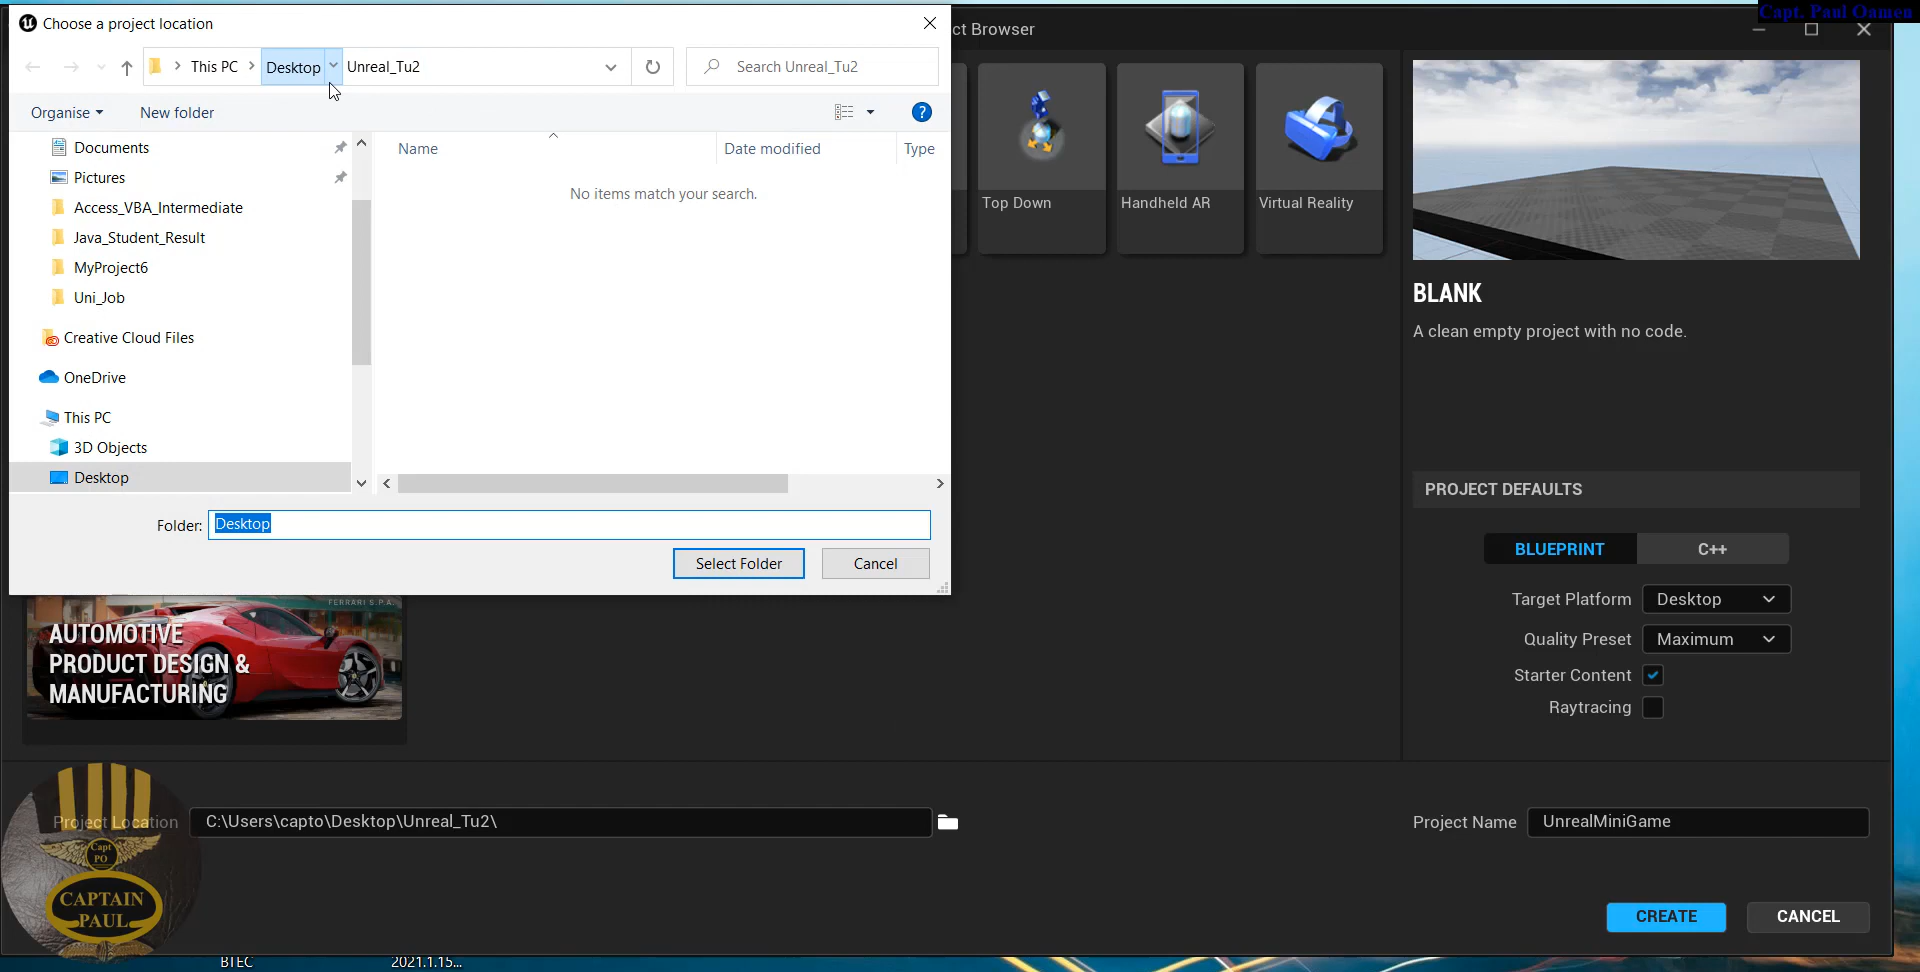 Capt. Paul Oamen
Choose a project location
ct Browser
This PC
Desktop
Unreal_Tu2
Search Unreal_Tu2
Organise
New folder
?
Documents
Pictures
Access_VBA_Intermediate
Java_Student_Result
MyProject6
Uni_Job
Creative Cloud Files
OneDrive
This PC
3D Objects
Desktop
Name
Date modified
Type
No items match your search.
Folder:
Desktop
Select Folder
Cancel
Top Down
Handheld AR
Virtual Reality
BLANK
A clean empty project with no code.
PROJECT DEFAULTS
BLUEPRINT
C++
Target Platform
Desktop
Quality Preset
Maximum
Starter Content
Raytracing
FERRARI S.P.A.
AUTOMOTIVE
PRODUCT DESIGN &
MANUFACTURING
Project Location
C:\Users\capto\Desktop\Unreal_Tu2\
Project Name
UnrealMiniGame
Capt
PO
CAPTAIN
PAUL
CREATE
CANCEL
BTEC
2021.1.15...